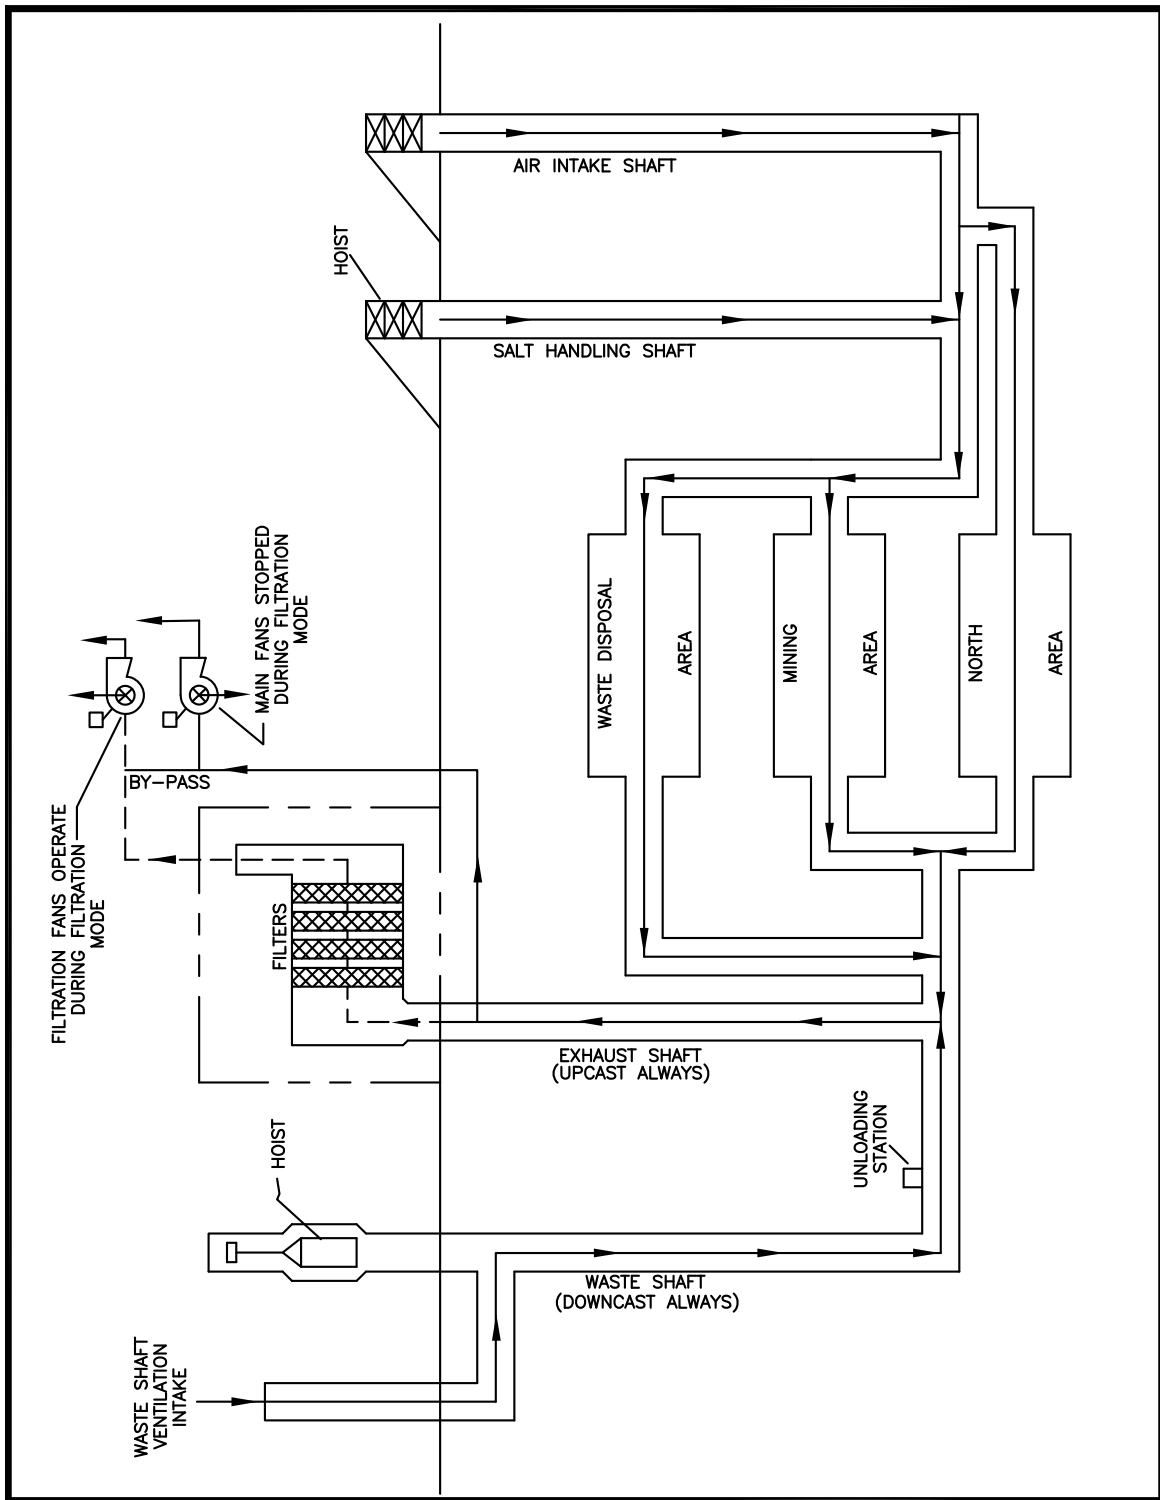 AIR INTAKE SHAFT
HOIST
SALT HANDLING SHAFT
MAIN FANS STOPPED
DURING FILTRATION
MODE
WASTE DISPOSAL
AREA
MINING
AREA
NORTH
AREA
BY-PASS
FILTRATION FANS OPERATE
DURING FILTRATION
MODE
FILTERS
EXHAUST SHAFT
(UPCAST ALWAYS)
UNLOADING
STATION
HOIST
WASTE SHAFT
(DOWNCAST ALWAYS)
WASTE SHAFT
VENTILATION
INTAKE